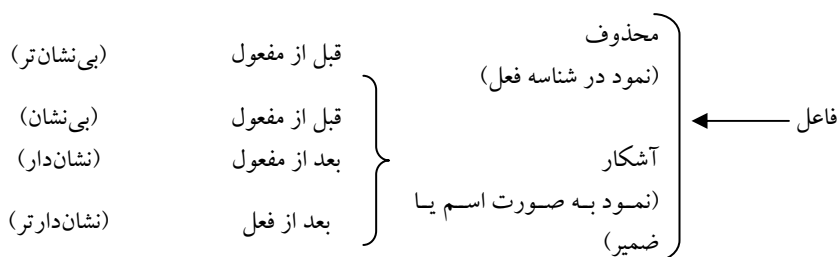 محذوف
قبل از مفعول (بی‌نشان‌تر)
(نمود در شناسه فعل)
فاعل
قبل از مفعول (بی‌نشان)
آشکار بعد از مفعول (نشان‌دار)
(نمود به صورت اسم یا
بعد از فعل (نشان‌دارتر)
ضمیر)